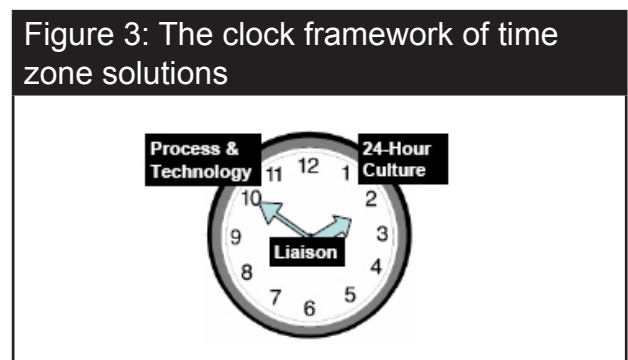 Figure 3: The clock framework of time
zone solutions
Process &
Technology
24-Hour
Culture
11 12 1
10 2
9 3
Liaison
8 4
7 6 5